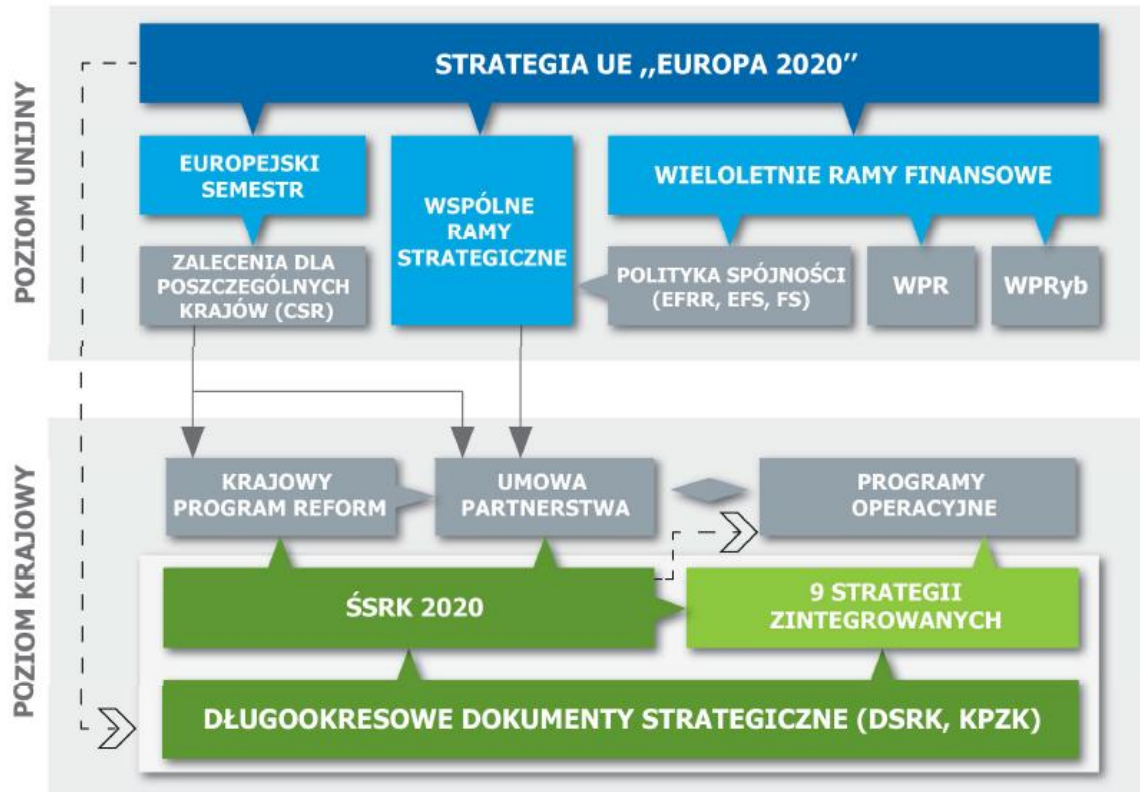 POZIOM UNIJNY
STRATEGIA UE „EUROPA 2020”
EUROPEJSKI
SEMESTR
WSPÓLNE
RAMY
STRATEGICZNE
WIELOLETNIE RAMY FINANSOWE
ZALECENIA DLA
POSZCZEGÓLNYCH
KRAJÓW (CSR)
POLITYKA SPÓJNOŚCI
(EFRR, EFS, FS)
WPR
WPRyb
POZIOM KRAJOWY
KRAJOWY
PROGRAM REFORM
UMOWA
PARTNERSTWA
PROGRAMY
OPERACYJNE
ŚSRK 2020
9 STRATEGII
ZINTEGROWANYCH
DŁUGOOKRESOWE DOKUMENTY STRATEGICZNE (DSRK, KPZK)